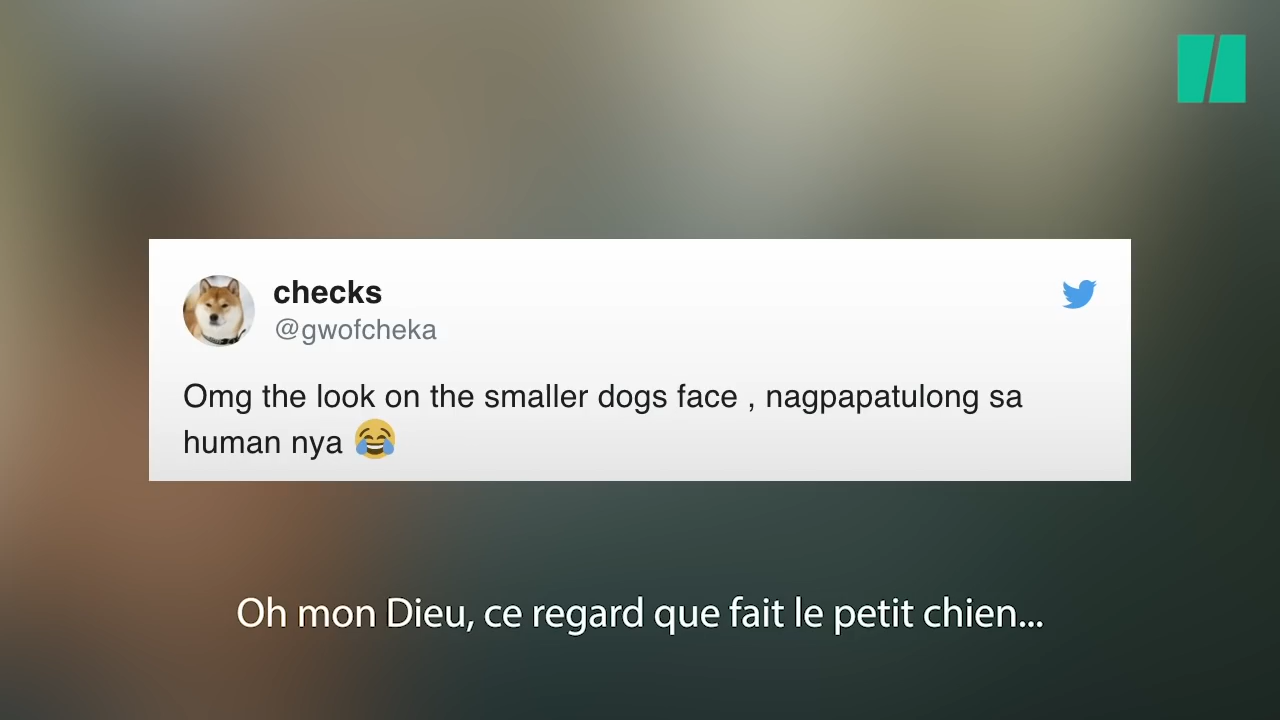 checks
@gwofcheka
Omg the look on the smaller dogs face , nagpapatulong sa
human nya 😂
Oh mon Dieu, ce regard que fait le petit chien...